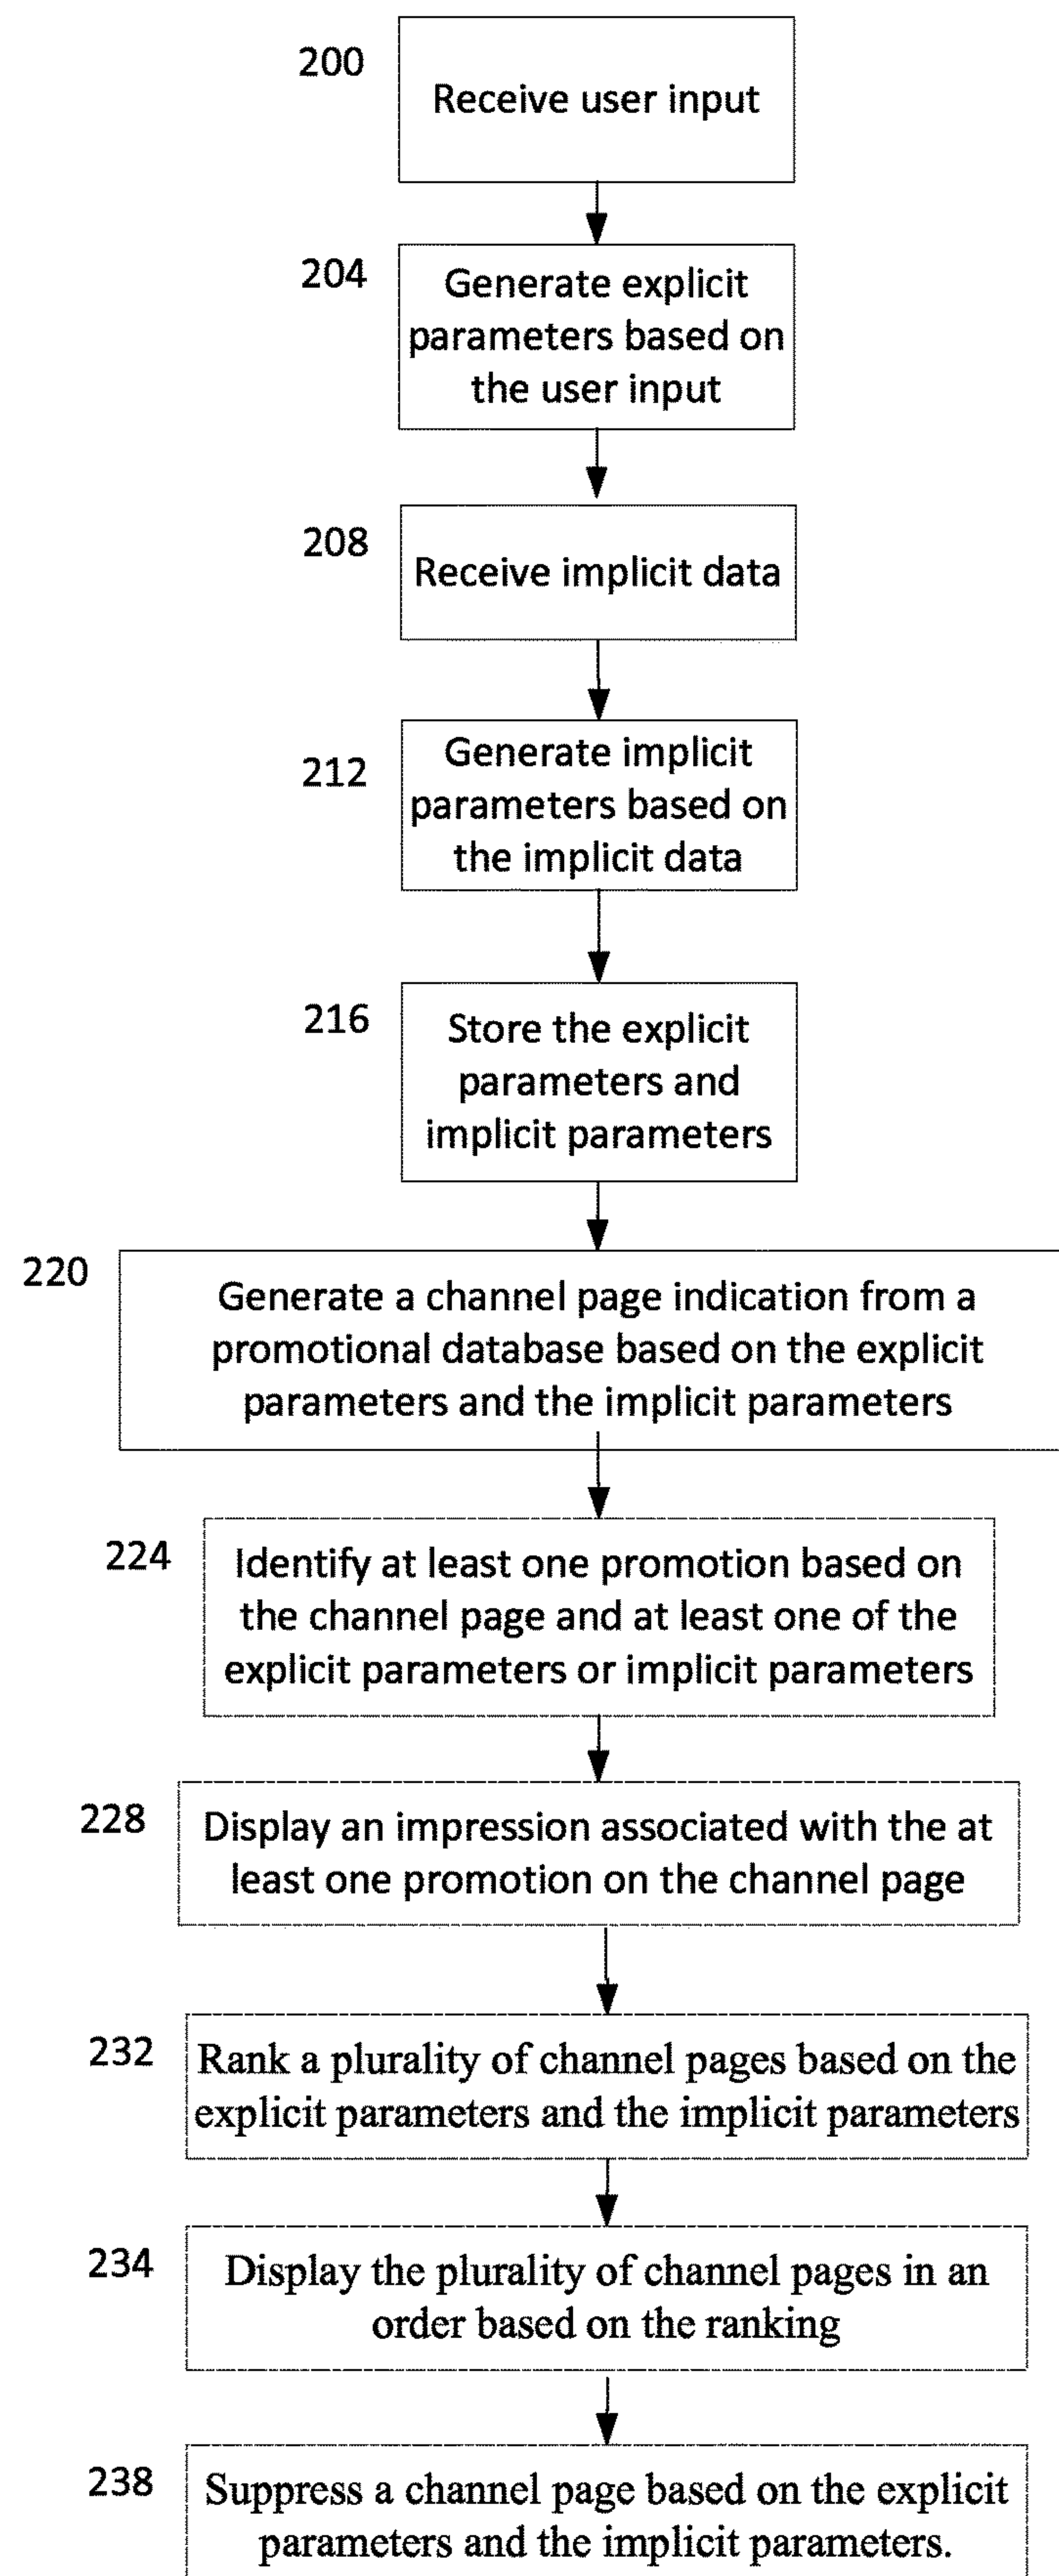 200
Receive user input
204
Generate explicit
parameters based on
the user input
208
Receive implicit data
212
Generate implicit
parameters based on
the implicit data
216
Store the explicit
parameters and
implicit parameters
220
Generate a channel page indication from a
promotional database based on the explicit
parameters and the implicit parameters
224
Identify at least one promotion based on
the channel page and at least one of the
explicit parameters or implicit parameters
228
Display an impression associated with the at
least one promotion on the channel page
232
Rank a plurality of channel pages based on the
explicit parameters and the implicit parameters
234
Display the plurality of channel pages in an
order based on the ranking
238
Suppress a channel page based on the explicit
parameters and the implicit parameters.